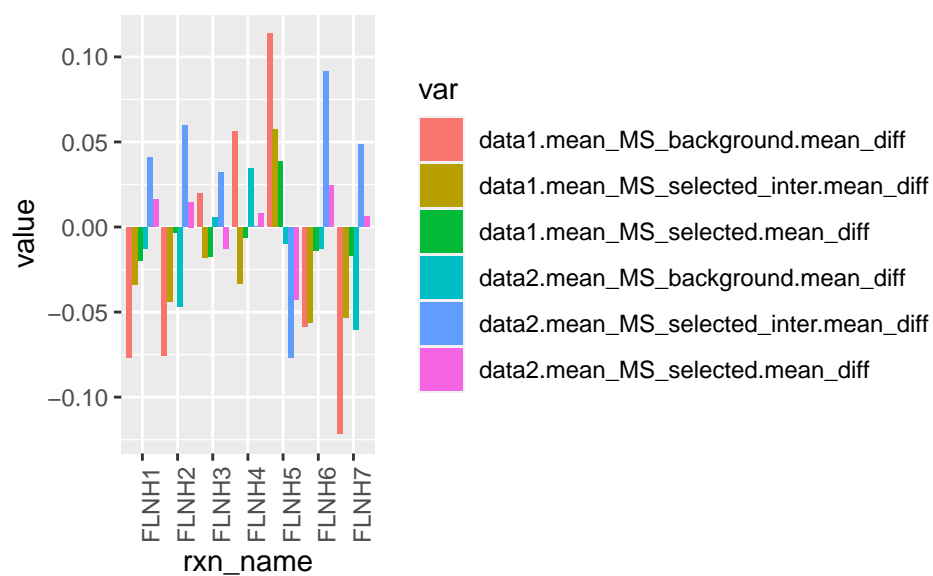 value
0.10
0.05
0.00
−0.05
−0.10
FLNH1
FLNH2
FLNH3
FLNH4
FLNH5
FLNH6
FLNH7
rxn_name
var
data1.mean_MS_background.mean_diff
data1.mean_MS_selected_inter.mean_diff
data1.mean_MS_selected.mean_diff
data2.mean_MS_background.mean_diff
data2.mean_MS_selected_inter.mean_diff
data2.mean_MS_selected.mean_diff